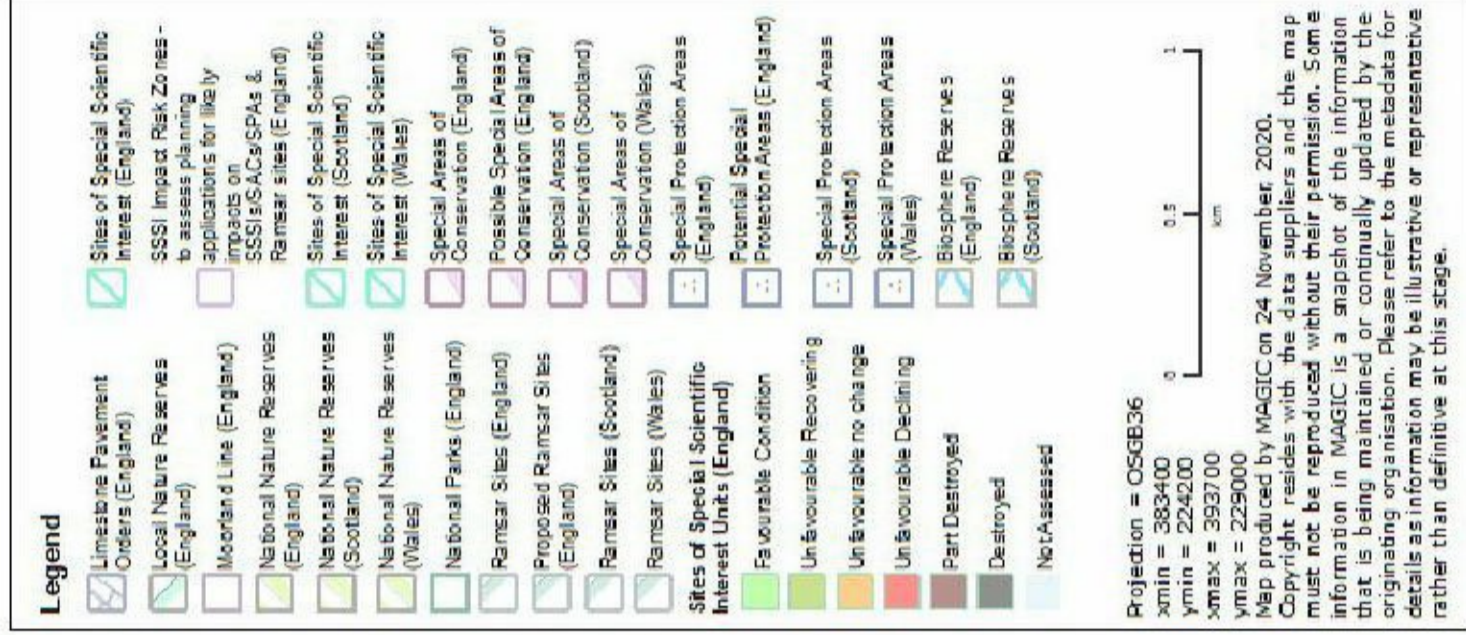 Legend
Limestone Pavement
Orders (England)
Local Nature Reserves
(England)
Moorland Line (England)
National Nature Reserves
(England)
National Nature Reserves
(Scotland)
National Nature Reserves
(Wales)
National Parks (England)
Ramsar Sites (England)
Proposed Ramsar Sites
(England)
Ramsar Sites (Scotland)
Ramsar Sites (Wales)
Sites of Special Scientific
Interest Units (England)
Favourable Condition
Unfavourable Recovering
Unfavourable no change
Unfavourable Declining
Part Destroyed
Destroyed
Not Assessed
Sites of Special Scientific
Interest (England)
SSSI Impact Risk Zones -
to assess planning
applications for likely
impacts on
SSSIs/SACs/SPAs &
Ramsar sites (England)
Sites of Special Scientific
Interest (Scotland)
Sites of Special Scientific
Interest (Wales)
Special Areas of
Conservation (England)
Possible Special Areas of
Conservation (England)
Special Areas of
Conservation (Scotland)
Special Areas of
Conservation (Wales)
Special Protection Areas
(England)
Potential Special
Protection Areas (England)
Special Protection Areas
(Scotland)
Special Protection Areas
(Wales)
Biosphere Reserves
(England)
Biosphere Reserves
(Scotland)
Projection = OSGB36
xmin = 383400
ymin = 224200
xmax = 393700
ymax = 229000
0 0.5 1
km
Map produced by MAGIC on 24 November, 2020.
Copyright resides with the data suppliers and the map
must not be reproduced without their permission. Some
information in MAGIC is a snapshot of the information
that is being maintained or continually updated by the
originating organisation. Please refer to the metadata for
details as information may be illustrative or representative
rather than definitive at this stage.